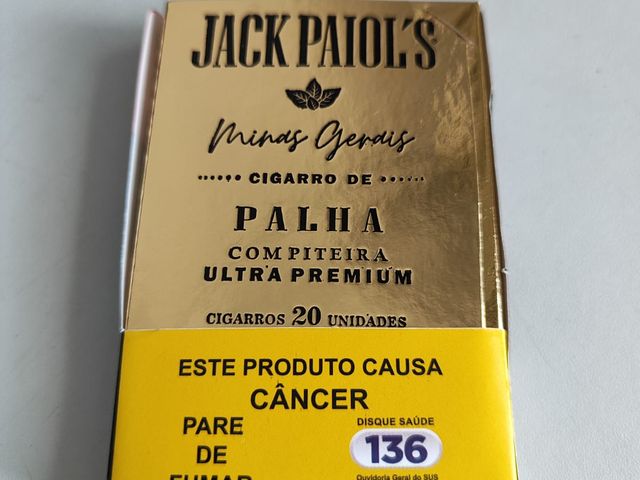 JACK PAIOL'S
Minas Gerais
CIGARRO DE
PALHA
COM PITEIRA
ULTRA PREMIUM
CIGARROS 20 UNIDADES
ESTE PRODUTO CAUSA
CÂNCER
PARE
DE
FUMAR
DISQUE SAÚDE
136
Ouvidoria Geral do SUS